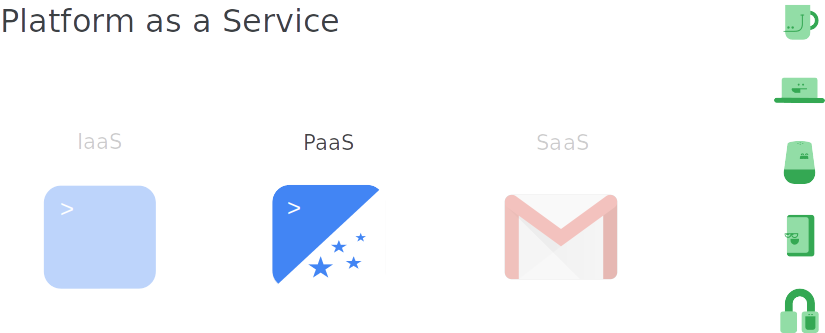 Platform as a Service
IaaS
PaaS
SaaS
>
>